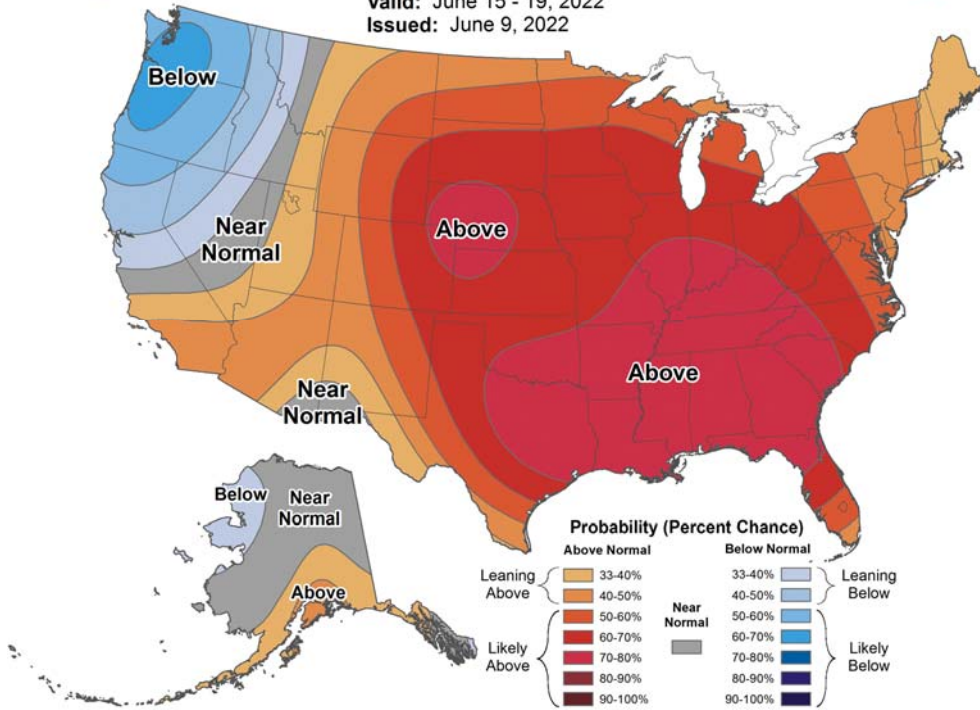 Valid: June 15 - 19, 2022
Issued: June 9, 2022
Below
Near
Normal
Above
Above
Near
Normal
Below
Near
Normal
Above
Probability (Percent Chance)
Above Normal
Below Normal
Leaning
Above
33-40%
40-50%
Likely
Above
50-60%
60-70%
70-80%
80-90%
90-100%
Near
Normal
33-40%
40-50%
Leaning
Below
50-60%
60-70%
70-80%
80-90%
90-100%
Likely
Below